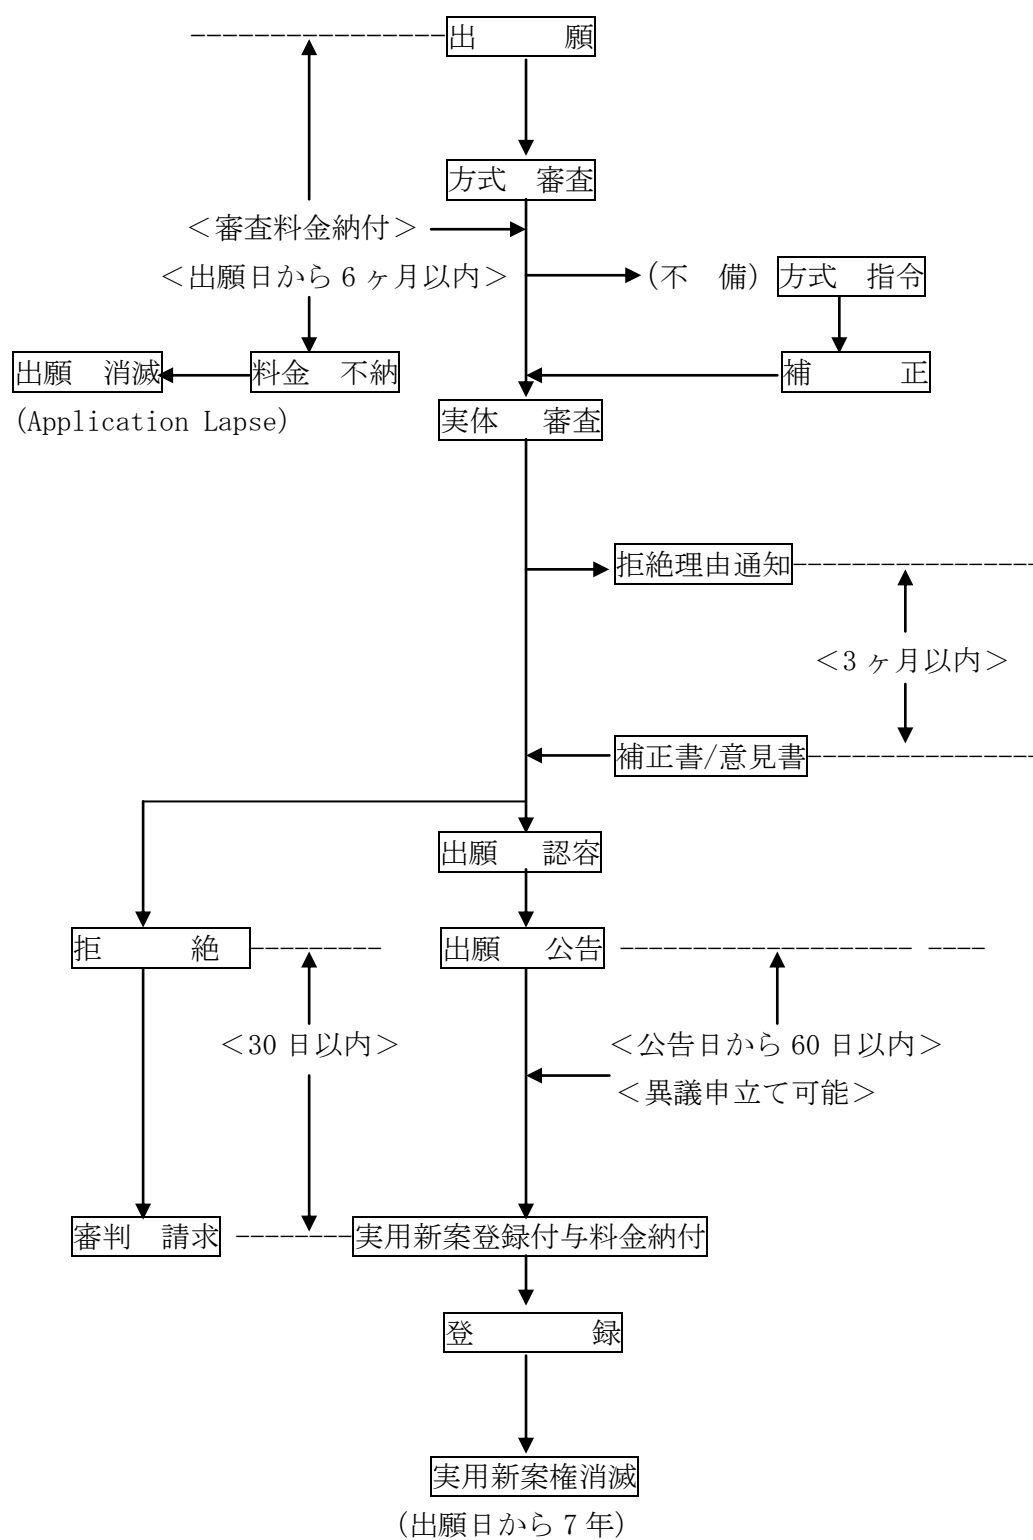 出　　　願
方式　審査
＜審査料金納付＞
＜出願日から 6 ヶ月以内＞
(不　備) 方式　指令
出願　消滅 料金　不納 補　　　正
(Application Lapse)
実体　審査
拒絶理由通知
＜3 ヶ月以内＞
補正書/意見書
出願　認容
拒　　　絶 出願　公告
＜30 日以内＞ ＜公告日から 60 日以内＞
＜異議申立て可能＞
審判　請求 実用新案登録付与料金納付
登　　　　録
実用新案権消滅
(出願日から 7 年)